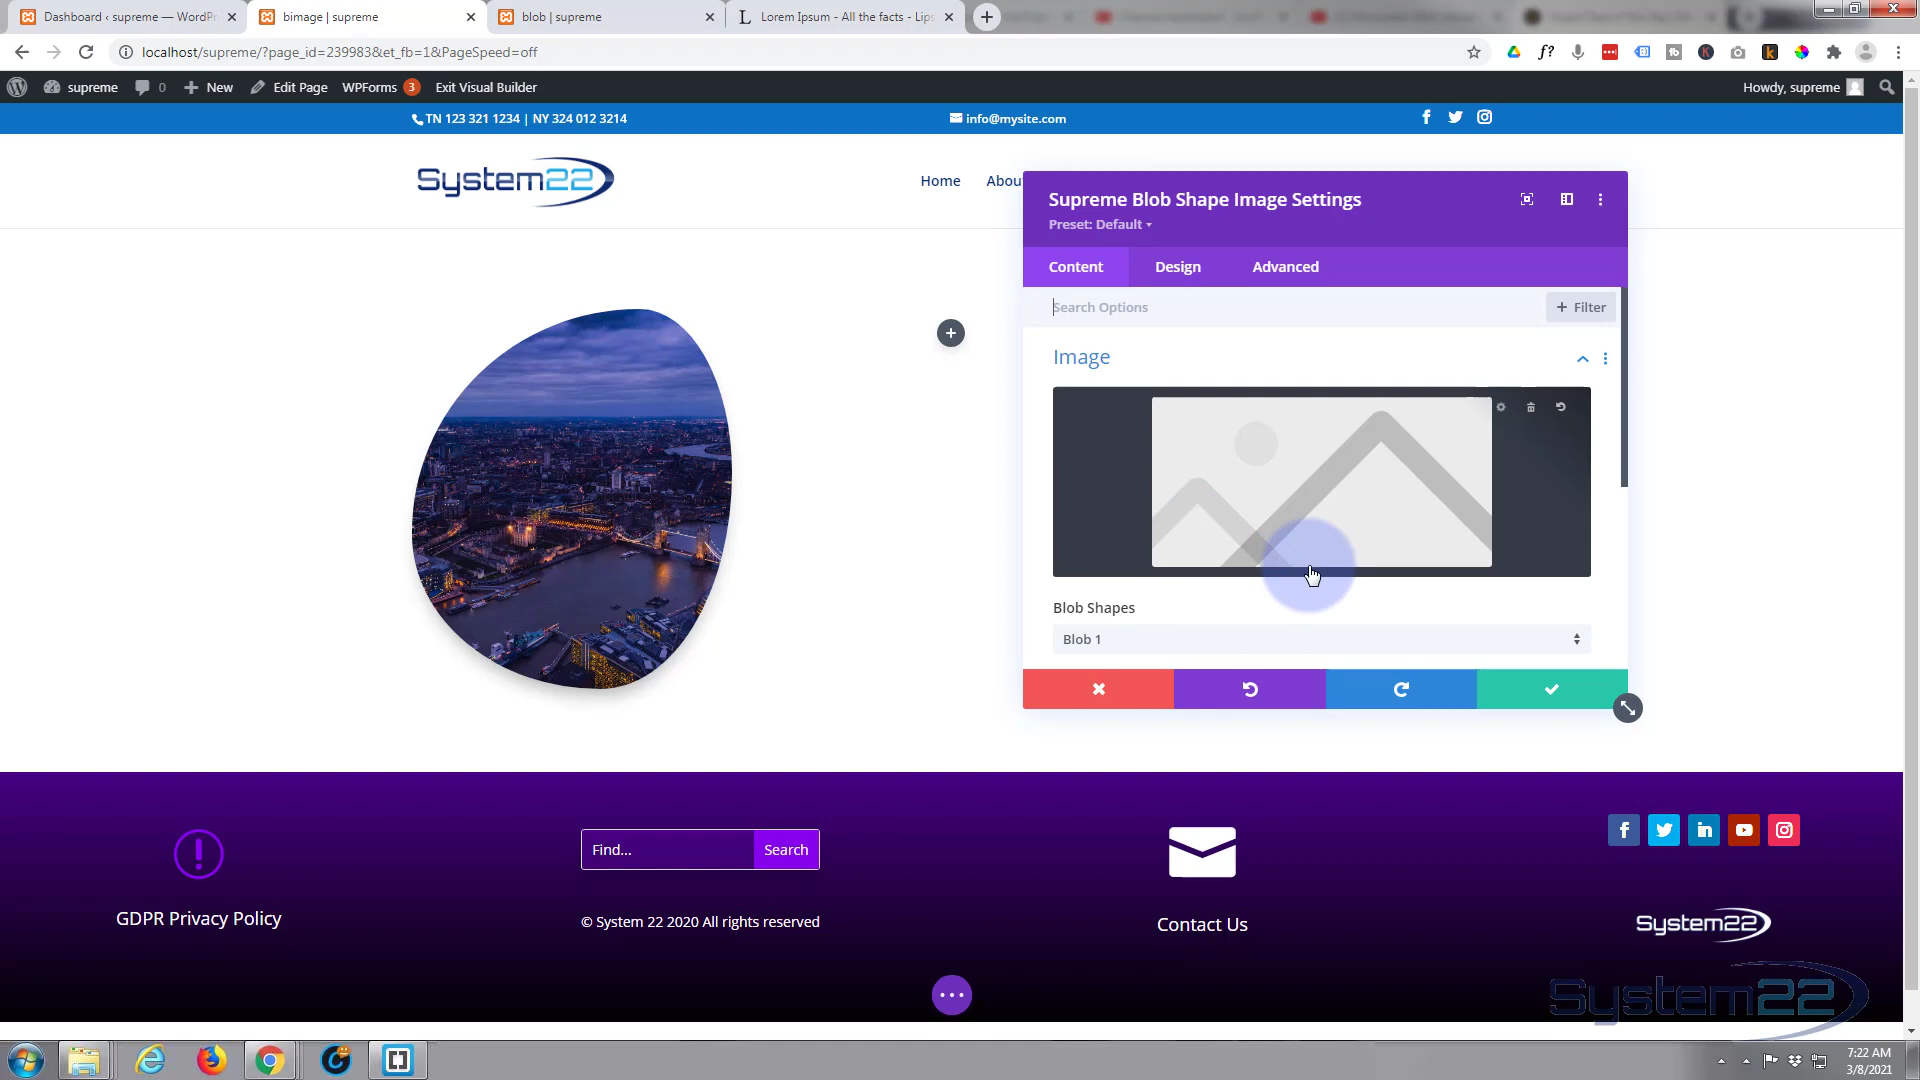 Dashboard ‹ supreme — WordPr
bimage | supreme
blob | supreme
Lorem Ipsum - All the facts - Lips
localhost/supreme/?page_id=239983&et_fb=1&PageSpeed=off
supreme
0
New
Edit Page
WPForms 3
Exit Visual Builder
Howdy, supreme
TN 123 321 1234 | NY 324 012 3214
info@mysite.com
System22
Home
Abou
Supreme Blob Shape Image Settings
Preset: Default
Content
Design
Advanced
Search Options
+ Filter
Image
Blob Shapes
Blob 1
Find...
Search
GDPR Privacy Policy
© System 22 2020 All rights reserved
Contact Us
System22
System22
7:22 AM
3/8/2021